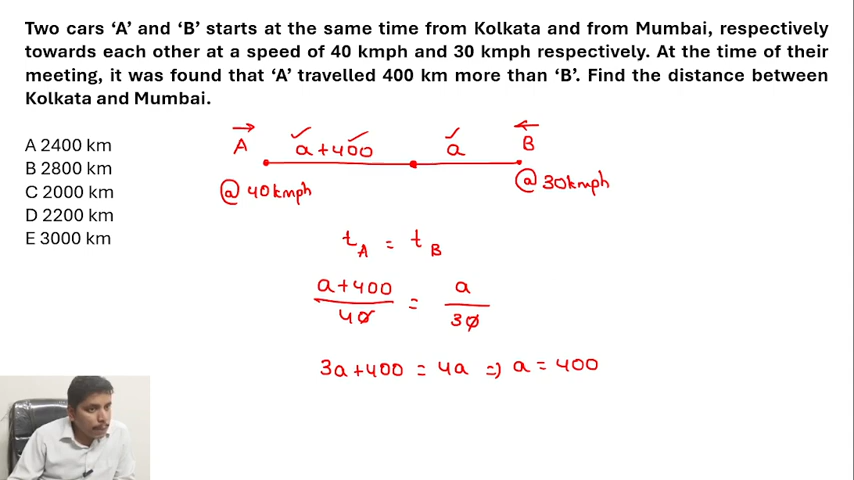 Two cars ‘A’ and ‘B’ starts at the same time from Kolkata and from Mumbai, respectively
towards each other at a speed of 40 kmph and 30 kmph respectively. At the time of their
meeting, it was found that ‘A’ travelled 400 km more than ‘B’. Find the distance between
Kolkata and Mumbai.
A 2400 km
B 2800 km
C 2000 km
D 2200 km
E 3000 km
A a+400 a B
@ 40kmph @ 30kmph
t_A = t_B
a+400/40 = a/30
3a+400 = 4a => a = 400